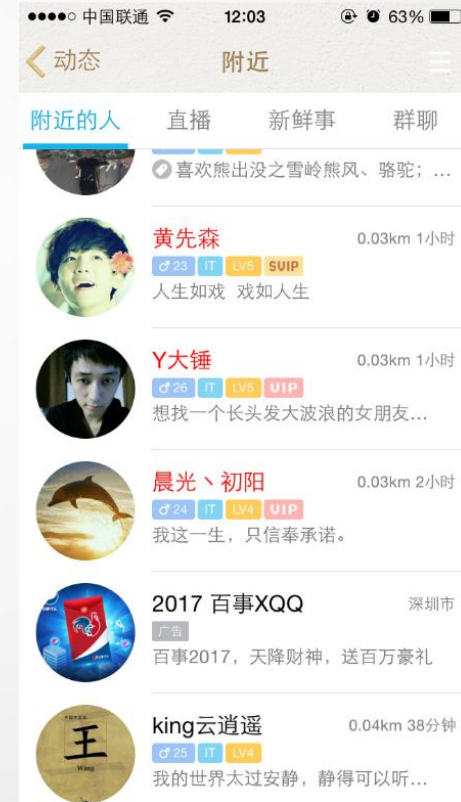 中国联通 12:03 63%
动态 附近
附近的人 直播 新鲜事 群聊
喜欢熊出没之雪岭熊风、骆驼；...
黄先森 0.03km 1小时
♂23 IT LV5 SVIP
人生如戏 戏如人生
Y大锤 0.03km 1小时
♂26 IT LV5 VIP
想找一个长头发大波浪的女朋友...
晨光丶初阳 0.03km 2小时
♂24 IT LV4 VIP
我这一生，只信奉承诺。
2017 百事XQQ 深圳市
广告
百事2017，天降财神，送百万豪礼
王
Wang
king云逍遥 0.04km 38分钟
♂25 IT LV4
我的世界太过安静，静得可以听...